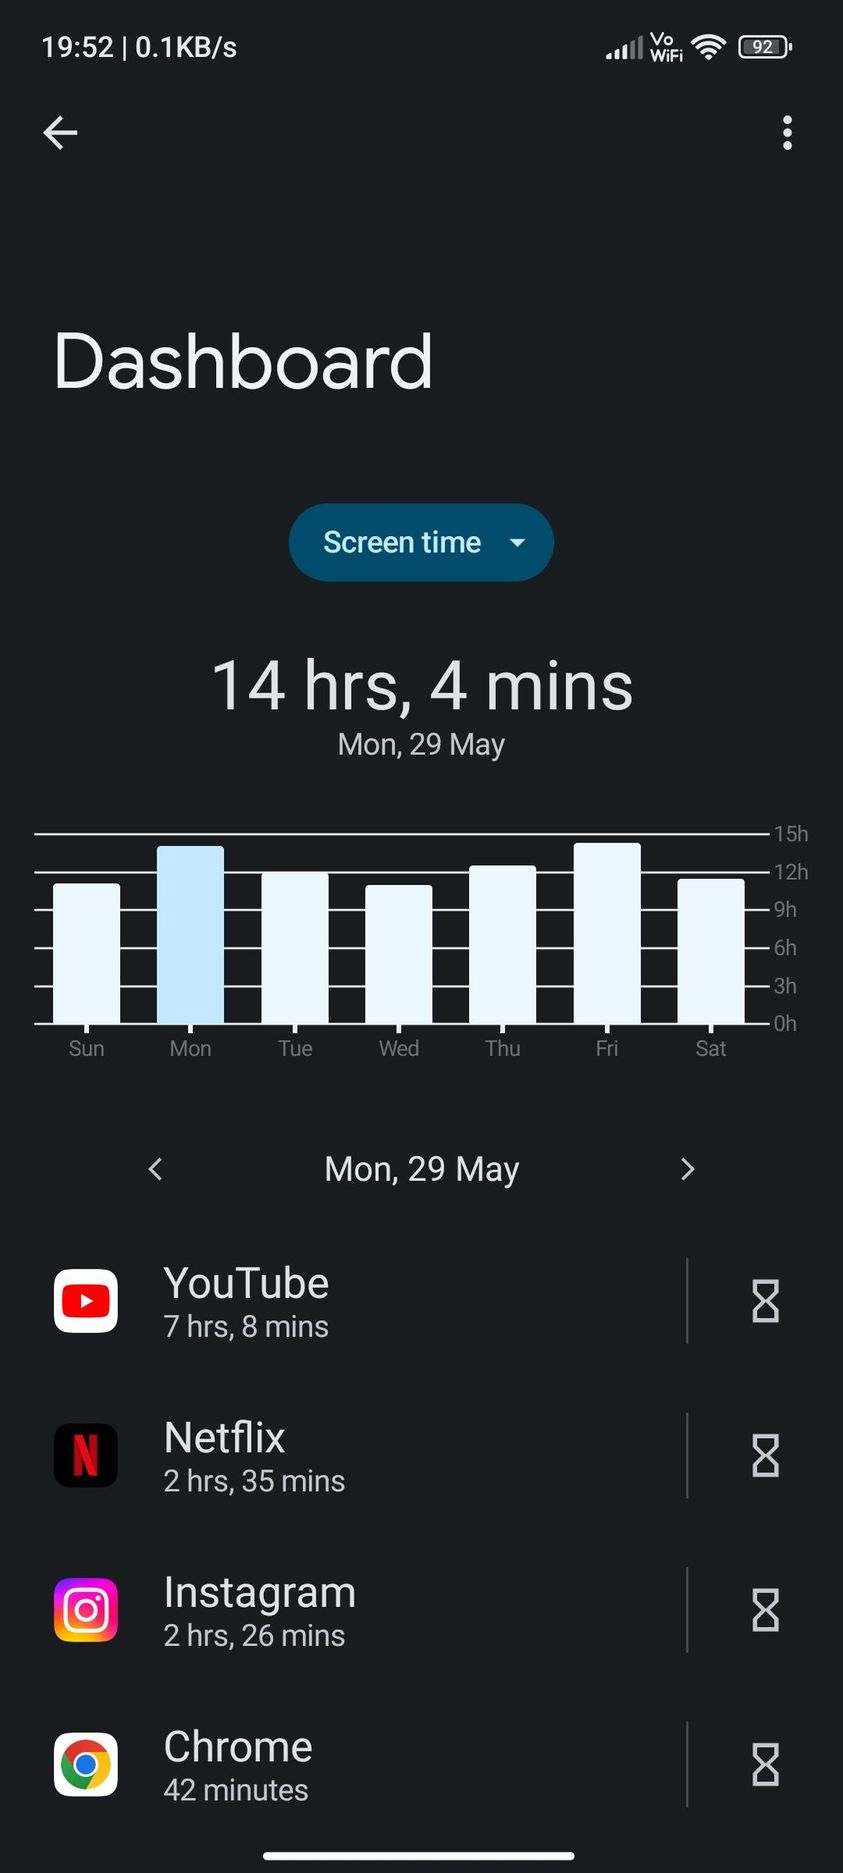 19:52 | 0.1KB/s Vo WiFi 92
Dashboard
Screen time
14 hrs, 4 mins
Mon, 29 May
15h
12h
9h
6h
3h
0h
Sun Mon Tue Wed Thu Fri Sat
Mon, 29 May
YouTube
7 hrs, 8 mins
Netflix
2 hrs, 35 mins
Instagram
2 hrs, 26 mins
Chrome
42 minutes